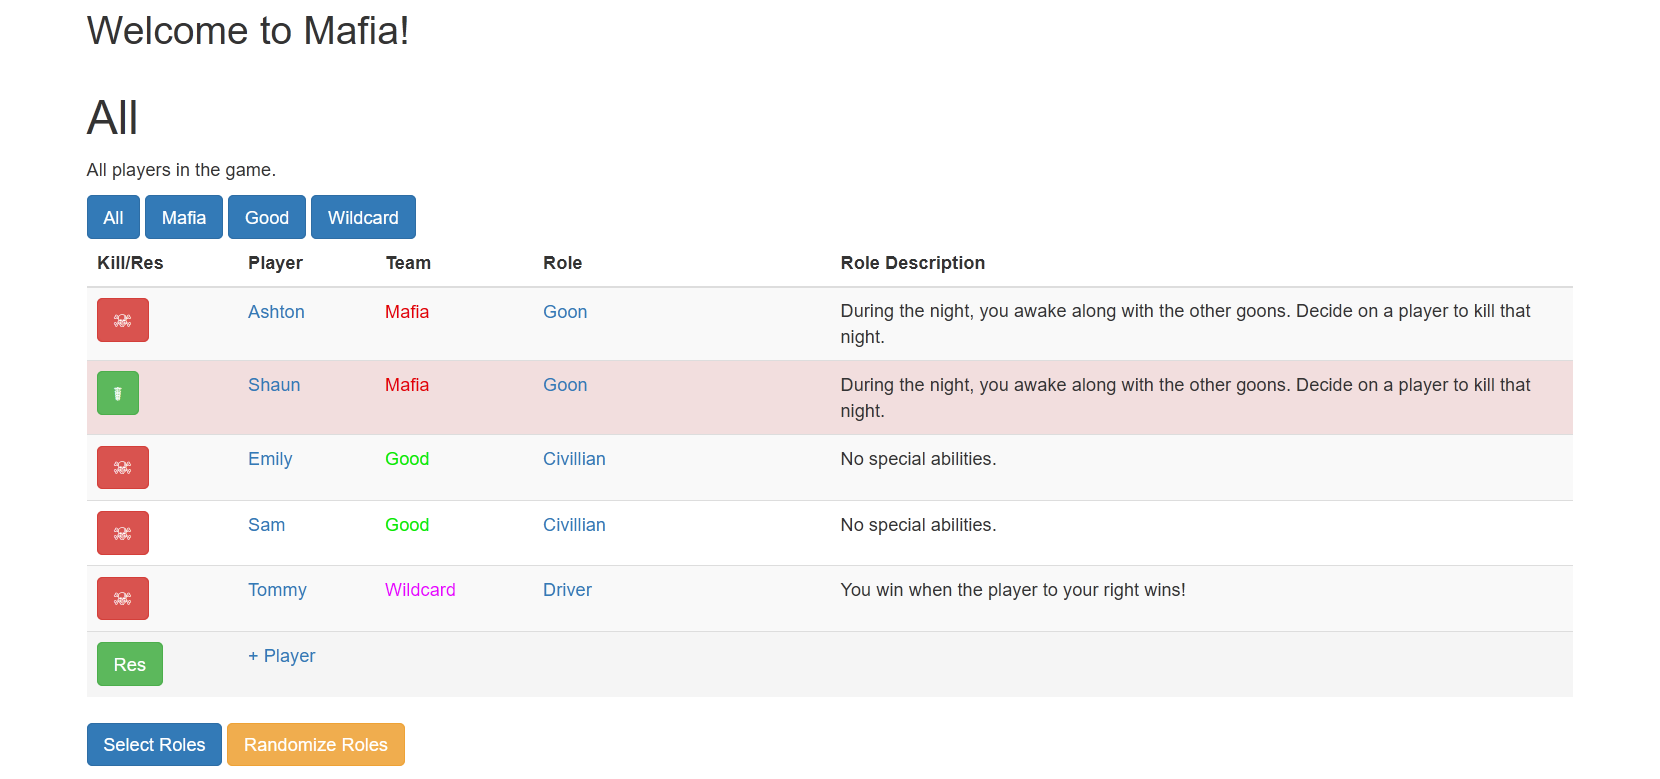 Welcome to Mafia!
All
All players in the game.
All Mafia Good Wildcard
Kill/Res Player Team Role Role Description
Ashton Mafia Goon During the night, you awake along with the other goons. Decide on a player to kill that
night.
Shaun Mafia Goon During the night, you awake along with the other goons. Decide on a player to kill that
night.
Emily Good Civillian No special abilities.
Sam Good Civillian No special abilities.
Tommy Wildcard Driver You win when the player to your right wins!
Res + Player
Select Roles Randomize Roles